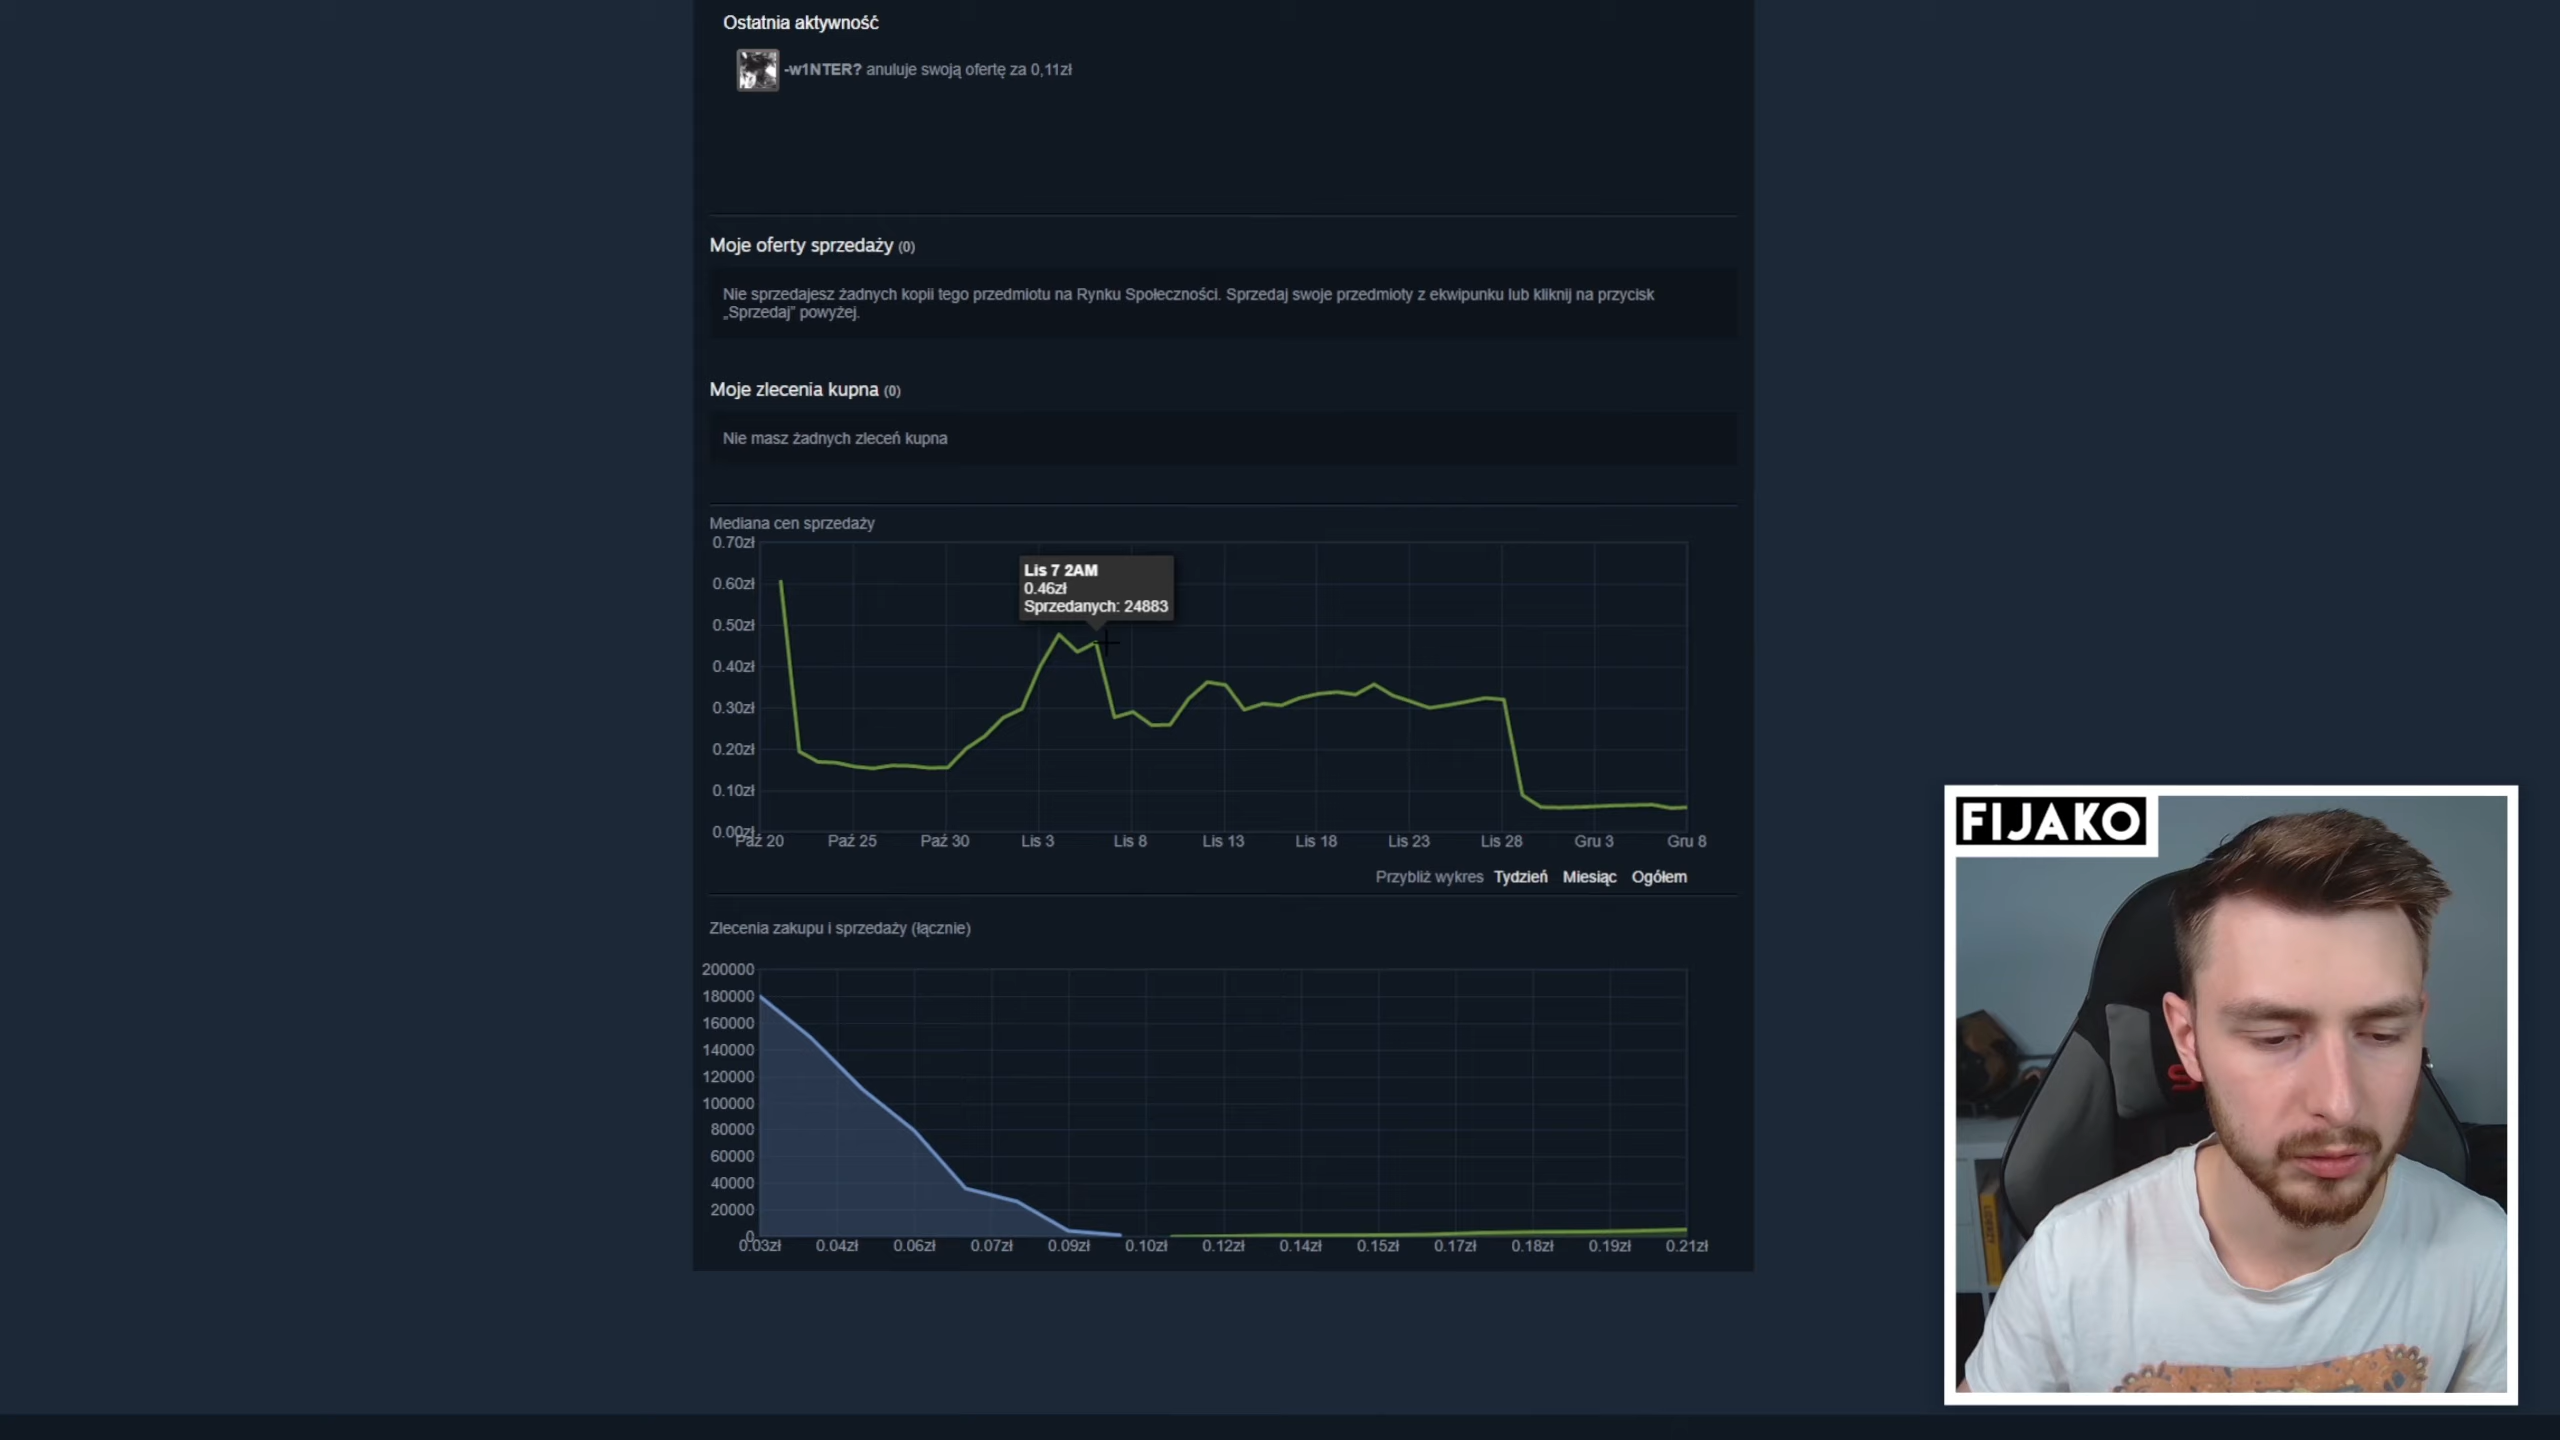 Ostatnia aktywność
-w1NTER? anuluje swoją ofertę za 0,11zł
Moje oferty sprzedaży (0)
Nie sprzedajesz żadnych kopii tego przedmiotu na Rynku Społeczności. Sprzedaj swoje przedmioty z ekwipunku lub kliknij na przycisk
„Sprzedaj” powyżej.
Moje zlecenia kupna (0)
Nie masz żadnych zleceń kupna
Mediana cen sprzedaży
0.70zł
0.60zł
0.50zł
0.40zł
0.30zł
0.20zł
0.10zł
0.00zł
Lis 7 2AM
0.46zł
Sprzedanych: 24883
Paź 20 Paź 25 Paź 30 Lis 3 Lis 8 Lis 13 Lis 18 Lis 23 Lis 28 Gru 3 Gru 8
Przybliż wykres Tydzień Miesiąc Ogółem
Zlecenia zakupu i sprzedaży (łącznie)
200000
180000
160000
140000
120000
100000
80000
60000
40000
20000
0
0.03zł 0.04zł 0.06zł 0.07zł 0.09zł 0.10zł 0.12zł 0.14zł 0.15zł 0.17zł 0.18zł 0.19zł 0.21zł
FIJAKO